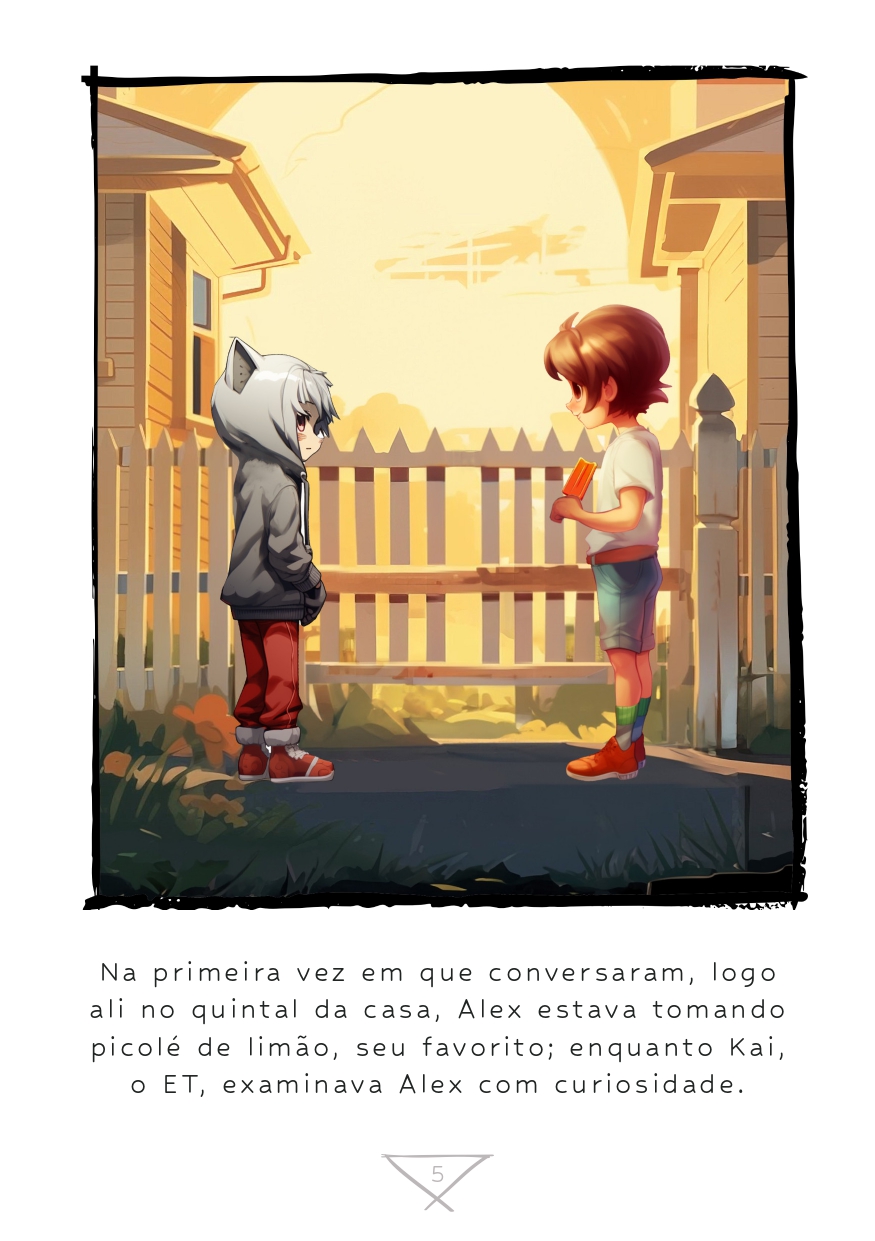 Na primeira vez em que conversaram, logo
ali no quintal da casa, Alex estava tomando
picolé de limão, seu favorito; enquanto Kai,
o ET, examinava Alex com curiosidade.
5